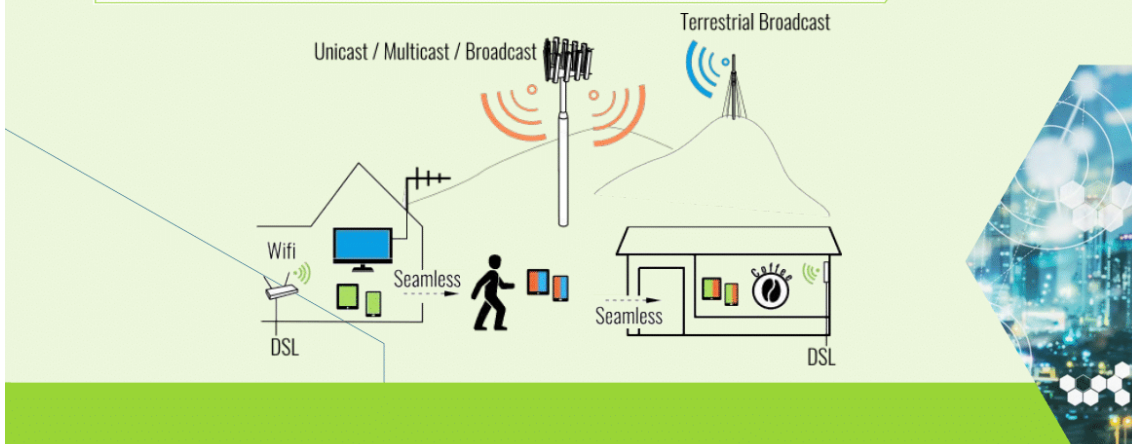 Terrestrial Broadcast
Unicast / Multicast / Broadcast
Wifi
Seamless
Coffee
Seamless
DSL
DSL